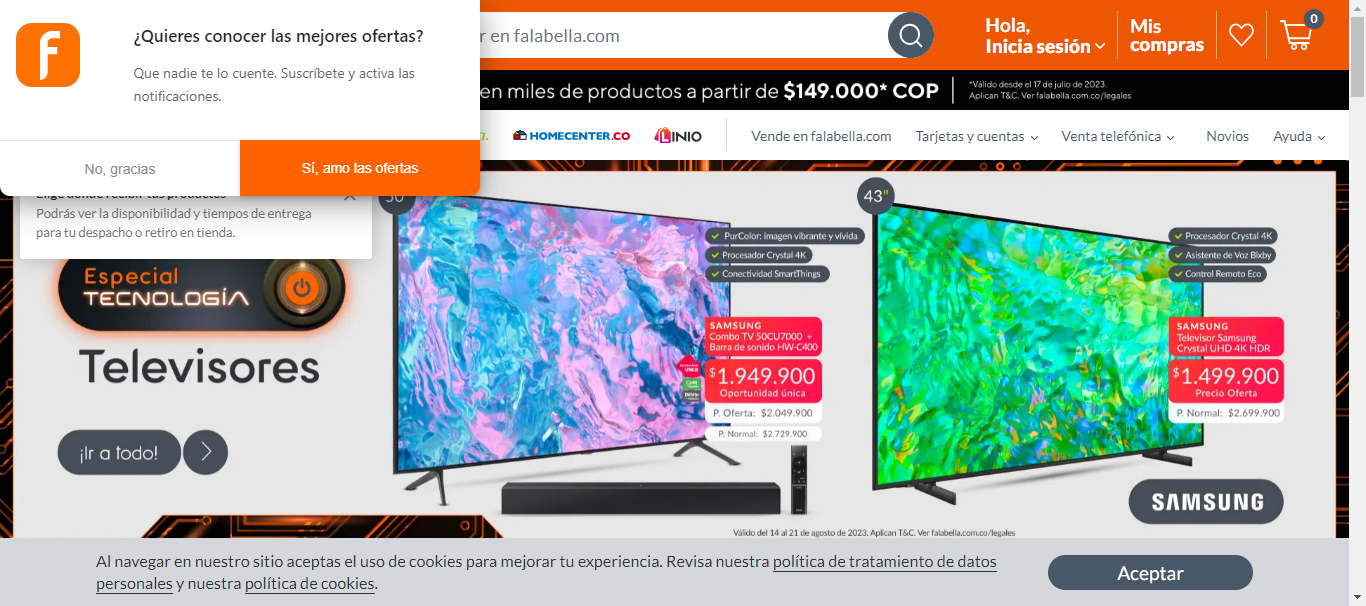 ¿Quieres conocer las mejores ofertas?
Que nadie te lo cuente. Suscríbete y activa las
notificaciones.
No, gracias
Sí, amo las ofertas
en falabella.com
Hola,
Inicia sesión
Mis
compras
0
en miles de productos a partir de $149.000* COP
*Válido desde el 17 de julio de 2023.
Aplican T&C. Ver falabella.com.co/legales
HOMECENTER.CO
LINIO
Vende en falabella.com
Tarjetas y cuentas
Venta telefónica
Novios
Ayuda
Elige dónde recibir tus productos
Podrás ver la disponibilidad y tiempos de entrega
para tu despacho o retiro en tienda.
Especial
TECNOLOGÍA
Televisores
¡Ir a todo!
50"
PurColor: imagen vibrante y vívida
Procesador Crystal 4K
Conectividad SmartThings
SAMSUNG
Combo TV 50CU7000 +
Barra de sonido HW-C400
$1.949.900
Oportunidad única
P. Oferta: $2.049.900
P. Normal: $2.729.900
43"
Procesador Crystal 4K
Asistente de Voz Bixby
Control Remoto Eco
SAMSUNG
Televisor Samsung
Crystal UHD 4K HDR
$1.499.900
Precio Oferta
P. Normal: $2.699.900
SAMSUNG
Válido del 14 al 21 de agosto de 2023. Aplican T&C. Ver falabella.com.co/legales
Al navegar en nuestro sitio aceptas el uso de cookies para mejorar tu experiencia. Revisa nuestra política de tratamiento de datos
personales y nuestra política de cookies.
Aceptar